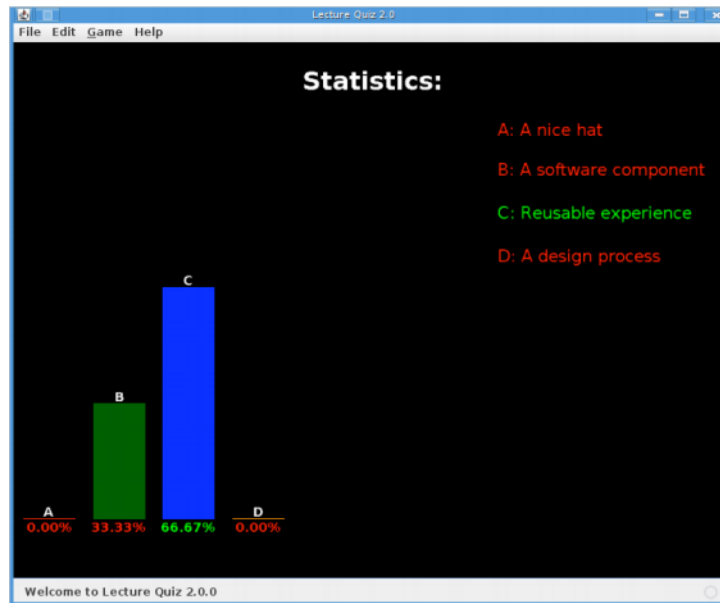 Lecture Quiz 2.0
File Edit Game Help
Statistics:
A: A nice hat
B: A software component
C: Reusable experience
D: A design process
C
B
A
D
0.00% 33.33% 66.67% 0.00%
Welcome to Lecture Quiz 2.0.0